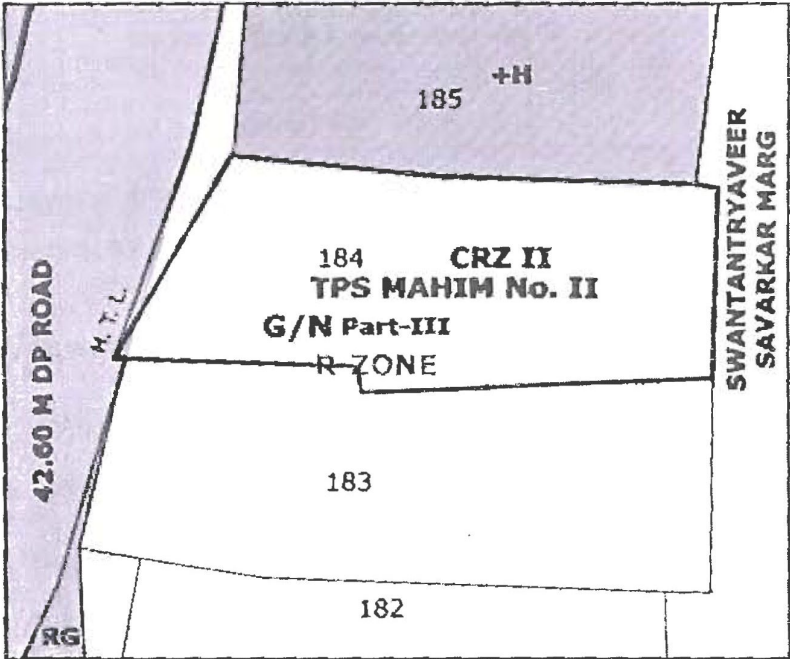 +H
185
SWANTANTRYAVEER
SAVARKAR MARG
184
CRZ II
TPS MAHIM No. II
G/N Part-III
R ZONE
H. T. L.
42.60 M DP ROAD
183
182
RG